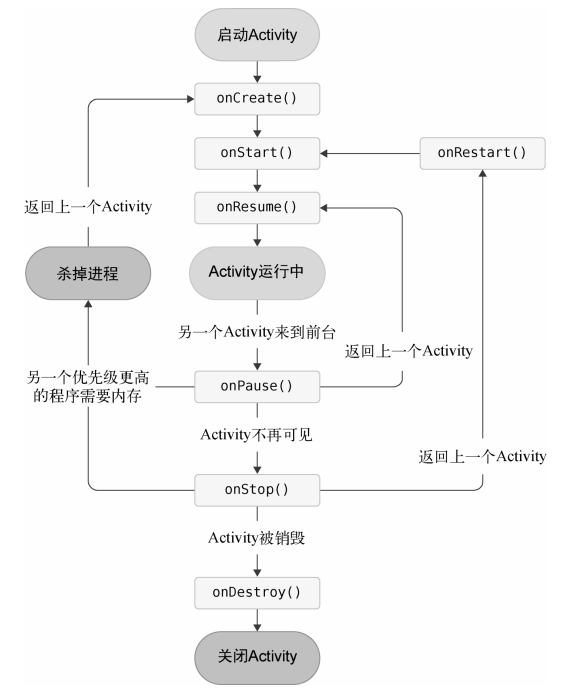 启动Activity
onCreate()
onStart()
onRestart()
onResume()
返回上一个Activity
杀掉进程
Activity运行中
另一个Activity来到前台
返回上一个Activity
另一个优先级更高
的程序需要内存
onPause()
Activity不再可见
返回上一个Activity
onStop()
Activity被销毁
onDestroy()
关闭Activity